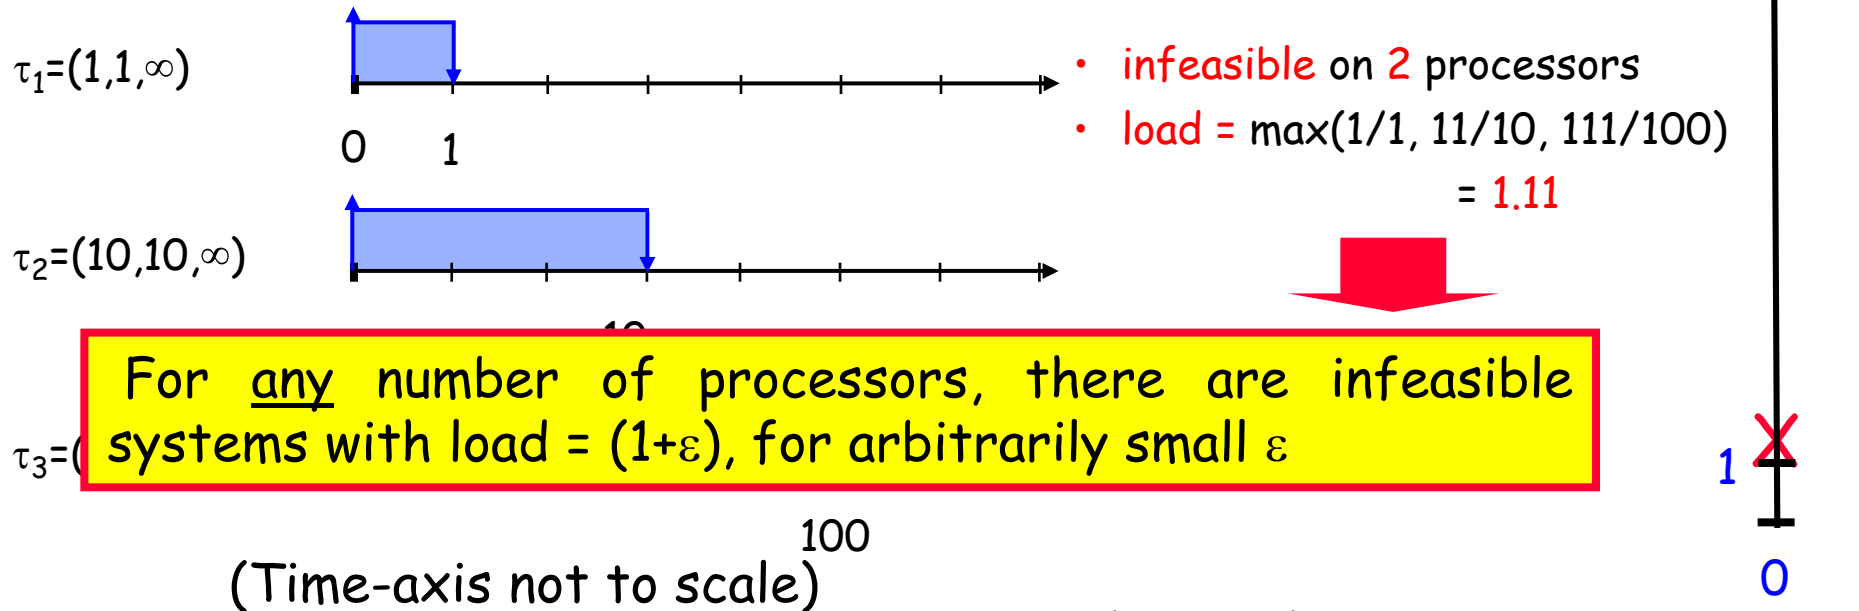 τ1=(1,1,∞)
0 1
• infeasible on 2 processors
• load = max(1/1, 11/10, 111/100)
= 1.11
τ2=(10,10,∞)
10
For any number of processors, there are infeasible
systems with load = (1+ε), for arbitrarily small ε
τ3=(
100
(Time-axis not to scale)
1
0